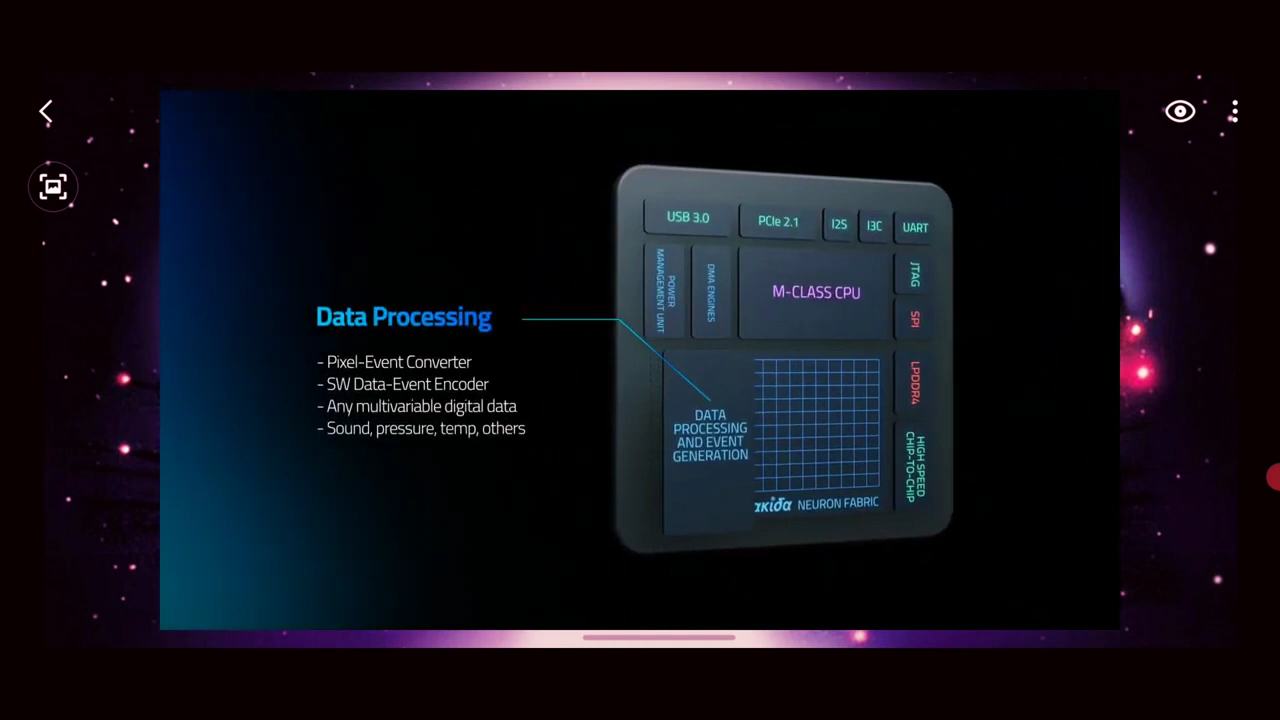 USB 3.0
PCIe 2.1
I2S
I3C
UART
POWER
MANAGEMENT UNIT
DMA ENGINES
M-CLASS CPU
JTAG
SPI
Data Processing
- Pixel-Event Converter
- SW Data-Event Encoder
- Any multivariable digital data
- Sound, pressure, temp, others
DATA
PROCESSING
AND EVENT
GENERATION
LPDDR4
HIGH SPEED
CHIP-TO-CHIP
akida NEURON FABRIC